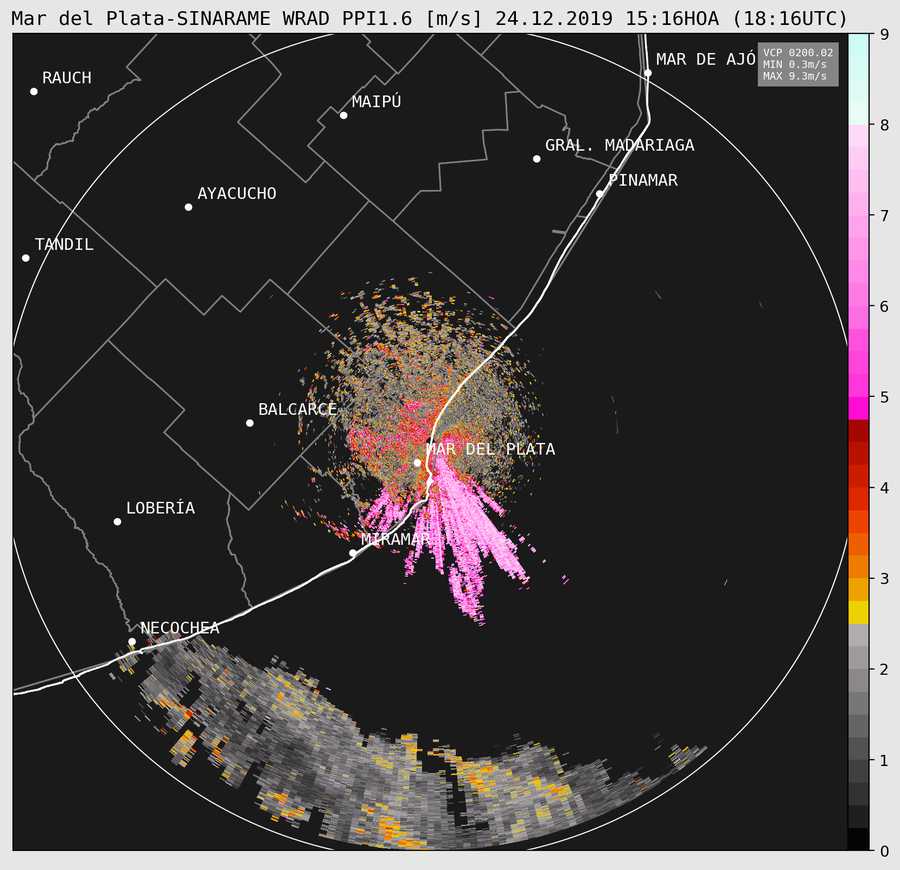 Mar del Plata-SINARAME WRAD PPI1.6 [m/s] 24.12.2019 15:16HOA (18:16UTC)
VCP 0200.02
MIN 0.3m/s
MAX 9.3m/s
MAR DE AJÓ
RAUCH
MAIPÚ
GRAL. MADARIAGA
PINAMAR
AYACUCHO
TANDIL
BALCARCE
MAR DEL PLATA
LOBERÍA
MIRAMAR
NECOCHEA
9
8
7
6
5
4
3
2
1
0